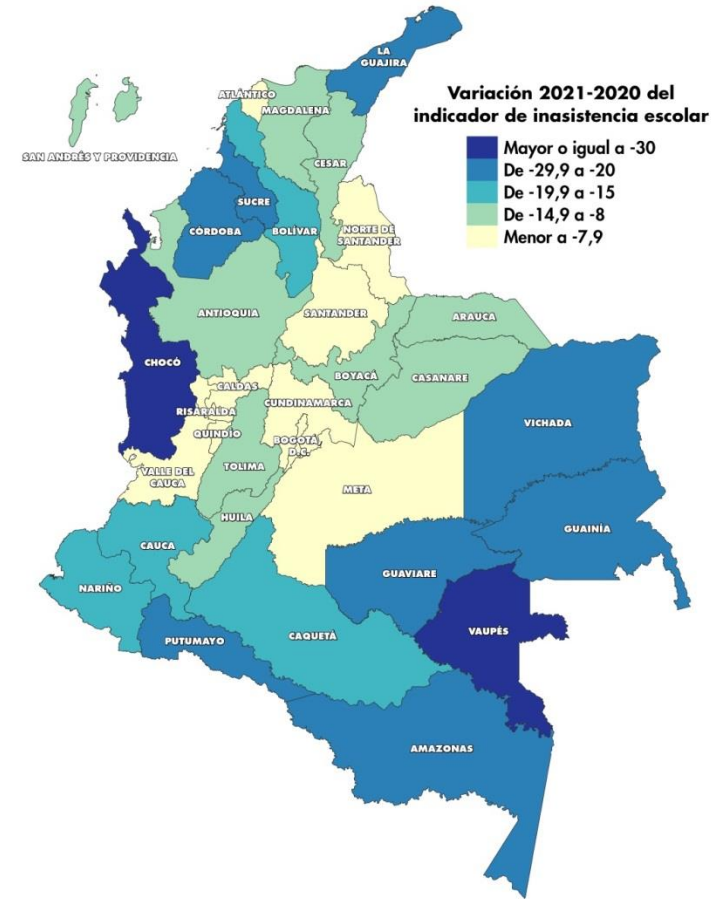 LA
GUAJIRA
Variación 2021-2020 del
indicador de inasistencia escolar
Mayor o igual a -30
De -29,9 a -20
De -19,9 a -15
De -14,9 a -8
Menor a -7,9
ATLÁNTICO
MAGDALENA
SAN ANDRÉS Y PROVIDENCIA
CESAR
SUCRE
CÓRDOBA
BOLÍVAR
NORTE DE
SANTANDER
ANTIOQUIA
SANTANDER
ARAUCA
CHOCÓ
BOYACÁ
CASANARE
CALDAS
CUNDINAMARCA
RISARALDA
VICHADA
QUINDÍO
BOGOTÁ,
D.C.
TOLIMA
VALLE DEL
CAUCA
META
HUILA
GUAINÍA
CAUCA
GUAVIARE
NARIÑO
PUTUMAYO
CAQUETÁ
VAUPÉS
AMAZONAS